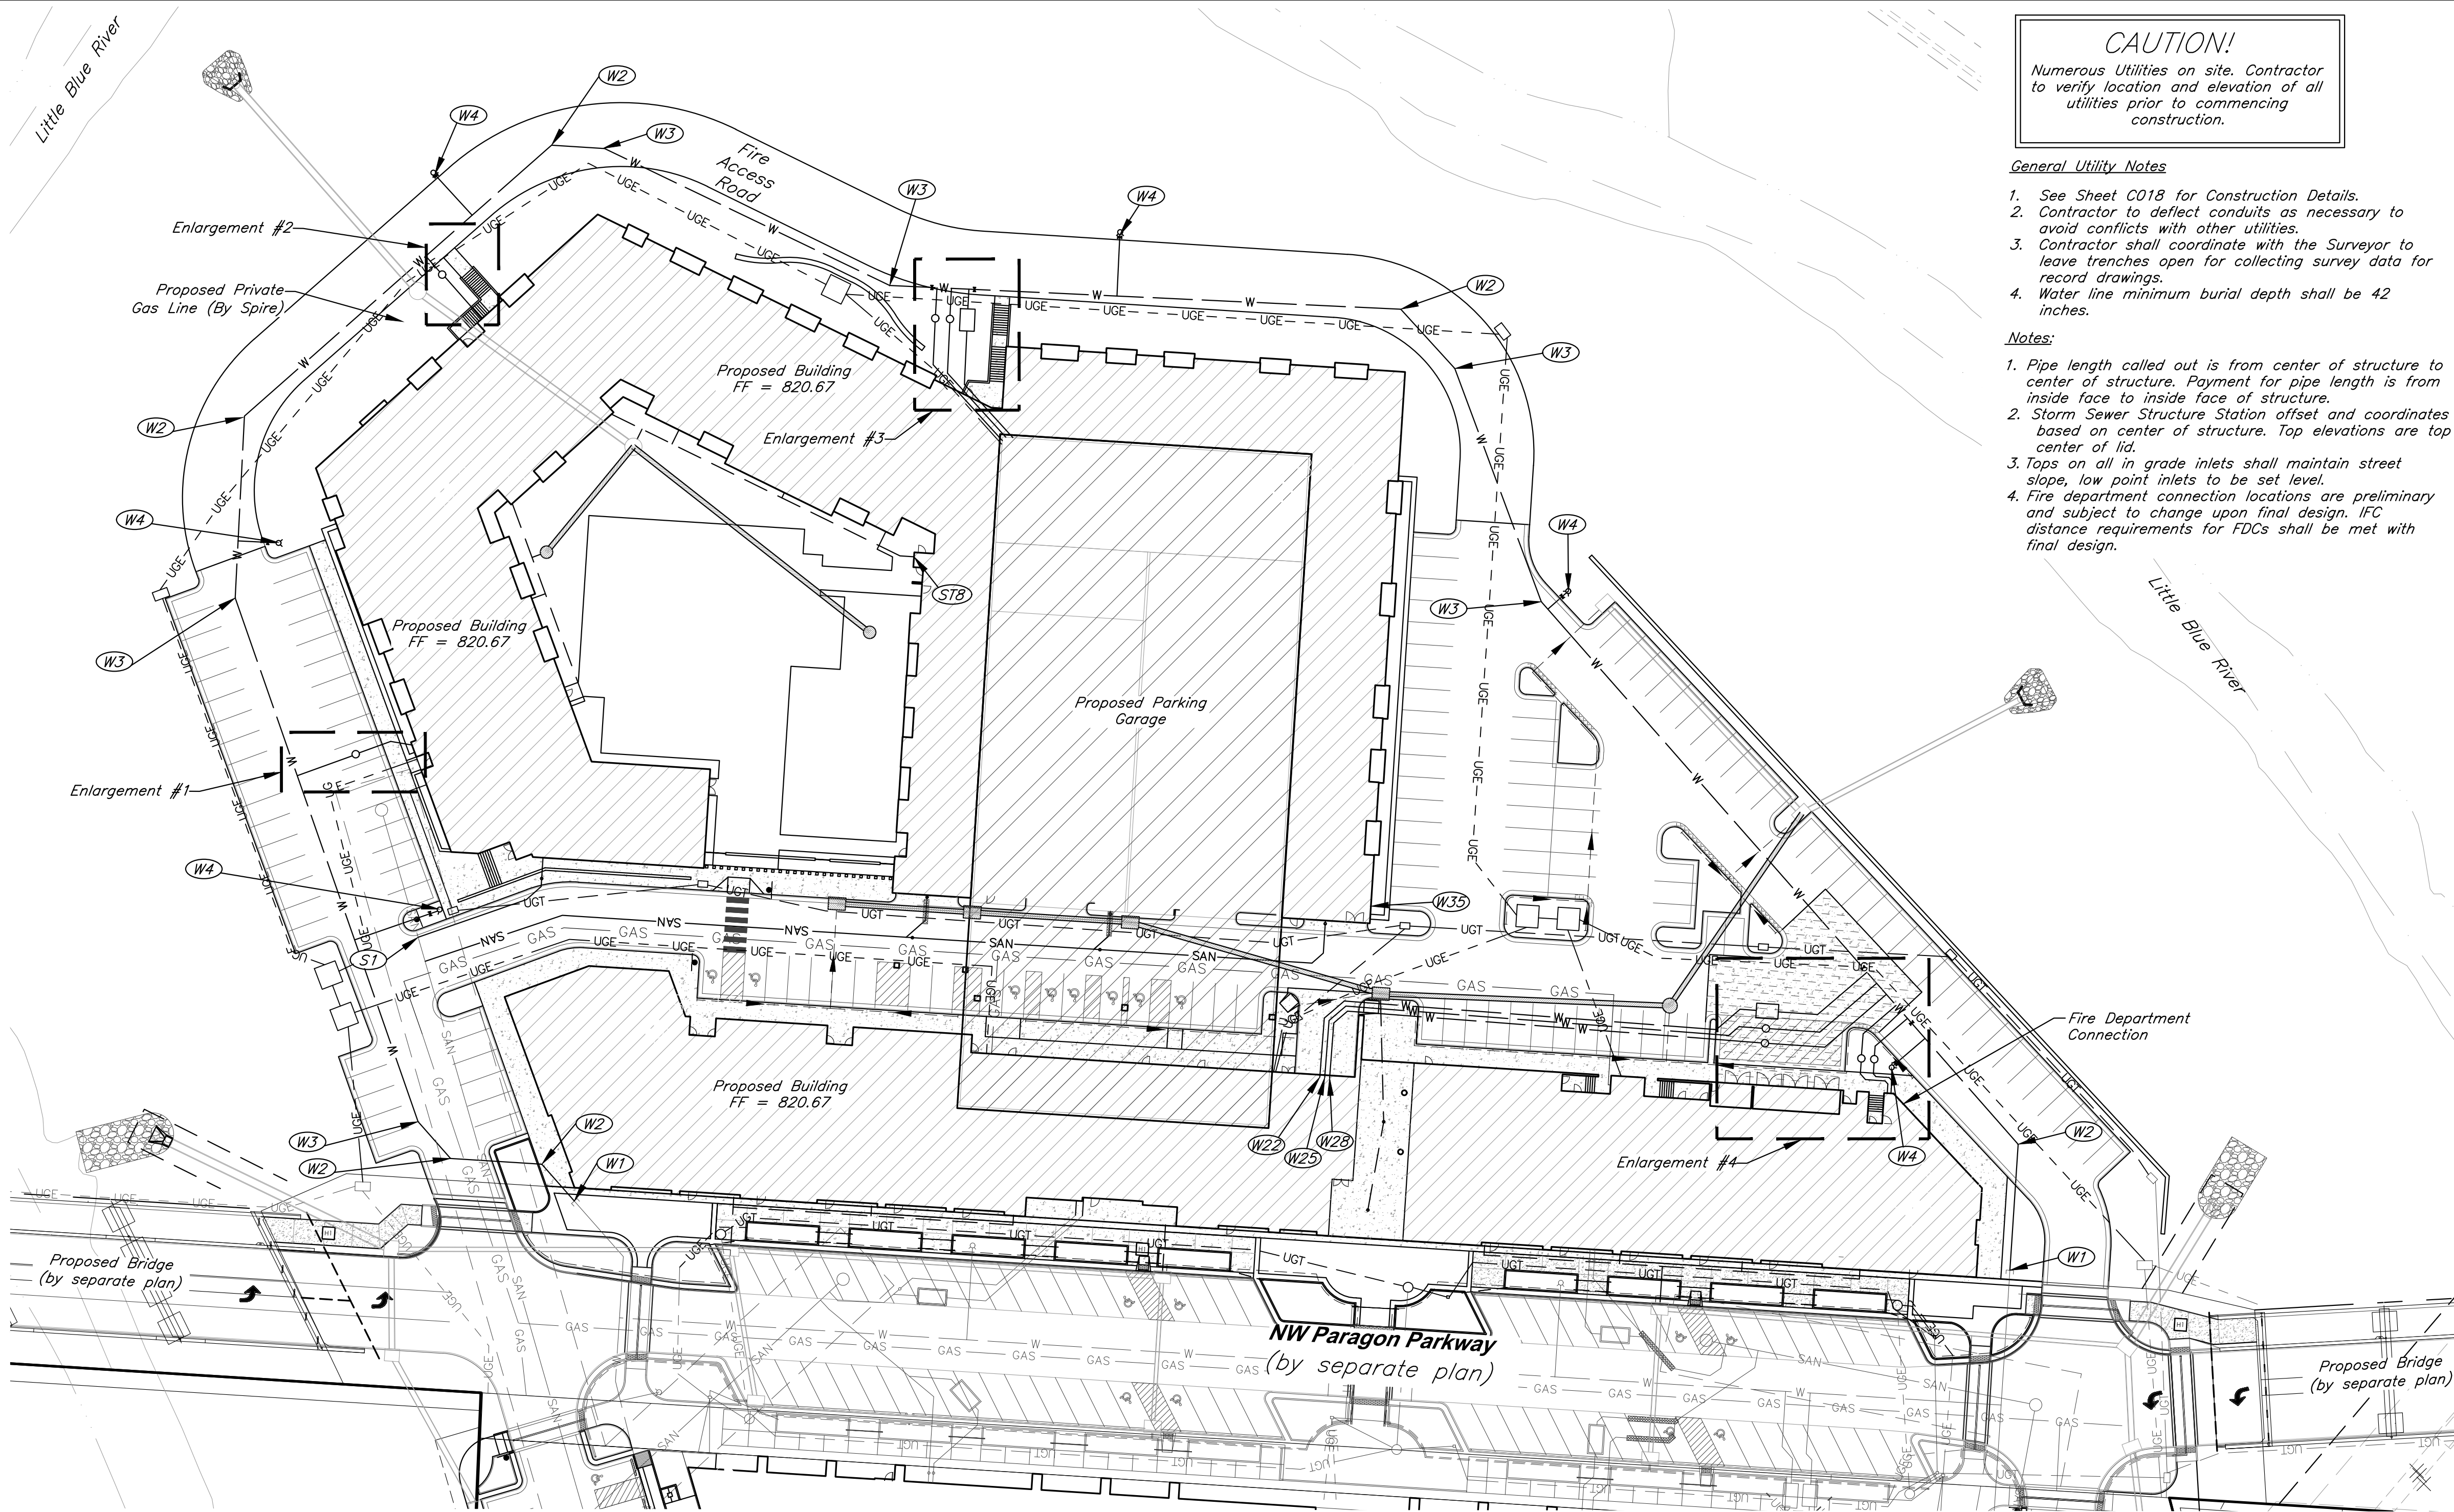 Little Blue River
W2
W4
W3
Fire
Access
Road
W3
W4
W2
W3
Enlargement #2
Proposed Private
Gas Line (By Spire)
Proposed Building
FF = 820.67
Enlargement #3
W2
W4
W3
Proposed Building
FF = 820.67
ST8
W4
W3
Proposed Parking
Garage
Enlargement #1
W4
S1
W35
Proposed Building
FF = 820.67
W22
W25
W28
Fire Department
Connection
W2
W4
Enlargement #4
W3
W2
W2
W1
W1
Proposed Bridge
(by separate plan)
NW Paragon Parkway
(by separate plan)
Proposed Bridge
(by separate plan)
Little Blue River
W
UGE
UGT
SAN
GAS
CAUTION!
Numerous Utilities on site. Contractor
to verify location and elevation of all
utilities prior to commencing
construction.
General Utility Notes
1. See Sheet C018 for Construction Details.
2. Contractor to deflect conduits as necessary to
avoid conflicts with other utilities.
3. Contractor shall coordinate with the Surveyor to
leave trenches open for collecting survey data for
record drawings.
4. Water line minimum burial depth shall be 42
inches.
Notes:
1. Pipe length called out is from center of structure to
center of structure. Payment for pipe length is from
inside face to inside face of structure.
2. Storm Sewer Structure Station offset and coordinates
based on center of structure. Top elevations are top
center of lid.
3. Tops on all in grade inlets shall maintain street
slope, low point inlets to be set level.
4. Fire department connection locations are preliminary
and subject to change upon final design. IFC
distance requirements for FDCs shall be met with
final design.